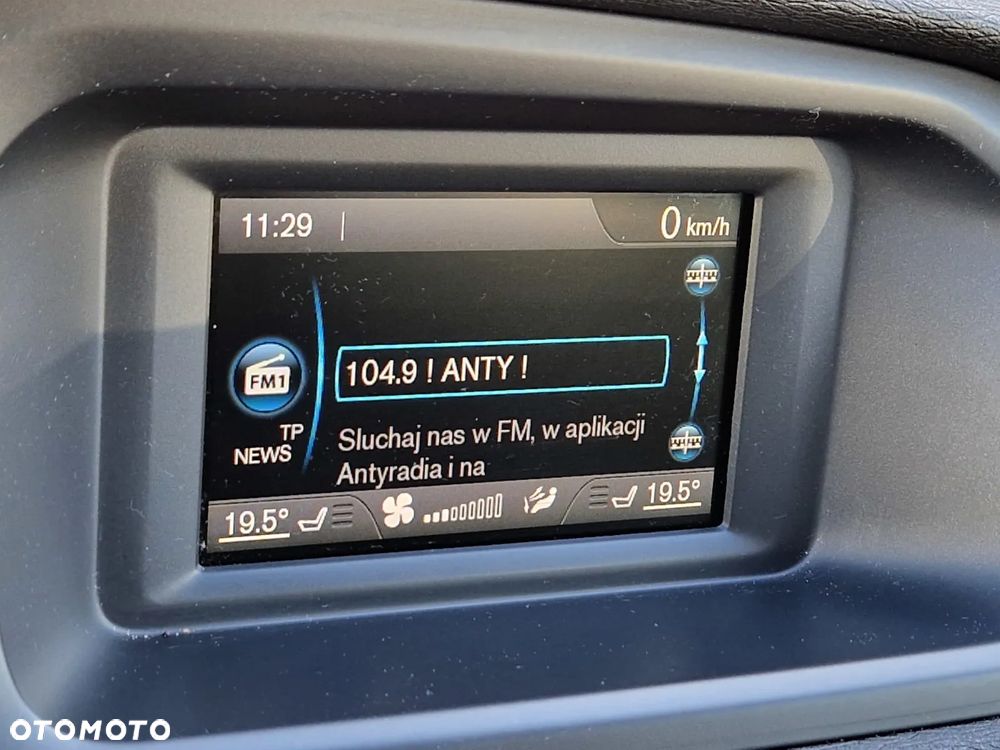 11:29
0 km/h
104.9 ! ANTY !
FM1
TP
NEWS
Sluchaj nas w FM, w aplikacji
Antyradia i na
19.5°
19.5°
OTOMOTO